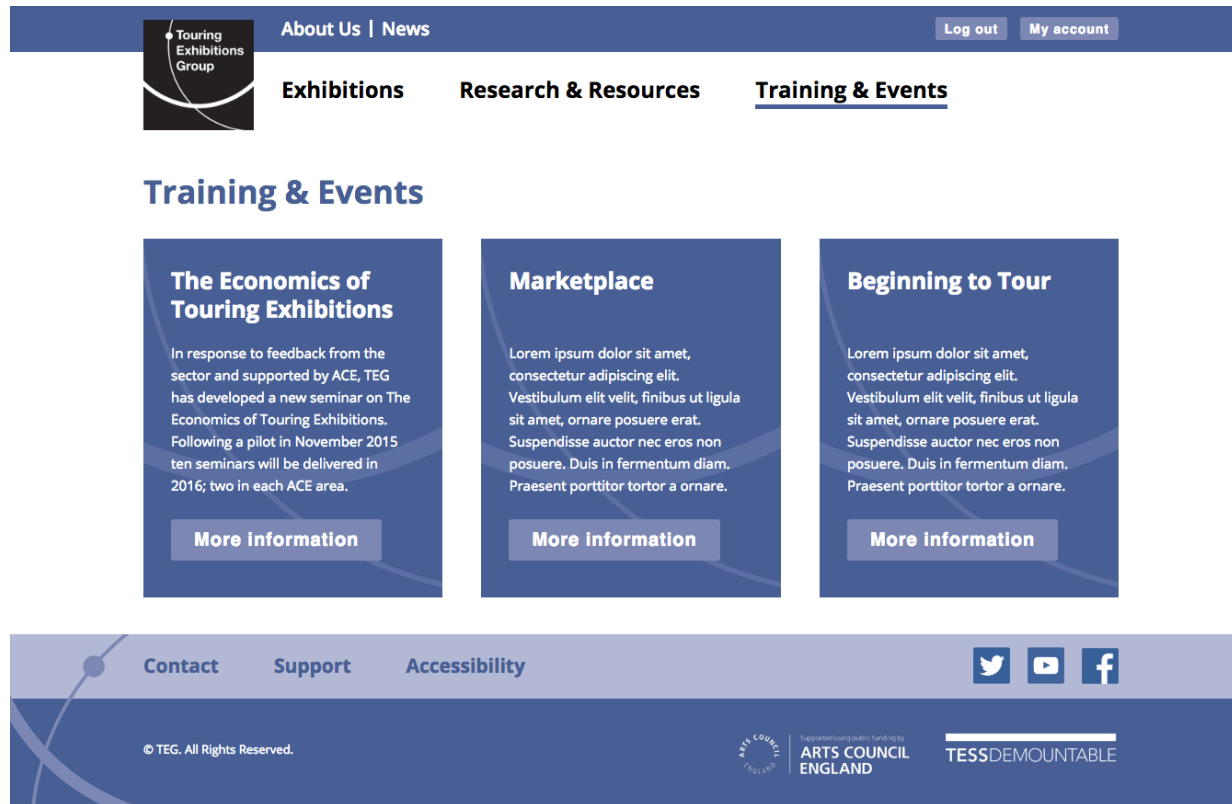 Touring
Exhibitions
Group
About Us | News
Log out
My account
Exhibitions
Research & Resources
Training & Events
Training & Events
The Economics of
Touring Exhibitions
In response to feedback from the
sector and supported by ACE, TEG
has developed a new seminar on The
Economics of Touring Exhibitions.
Following a pilot in November 2015
ten seminars will be delivered in
2016; two in each ACE area.
More information
Marketplace
Lorem ipsum dolor sit amet,
consectetur adipiscing elit.
Vestibulum elit velit, finibus ut ligula
sit amet, ornare posuere erat.
Suspendisse auctor nec eros non
posuere. Duis in fermentum diam.
Praesent porttitor tortor a ornare.
More information
Beginning to Tour
Lorem ipsum dolor sit amet,
consectetur adipiscing elit.
Vestibulum elit velit, finibus ut ligula
sit amet, ornare posuere erat.
Suspendisse auctor nec eros non
posuere. Duis in fermentum diam.
Praesent porttitor tortor a ornare.
More information
Contact
Support
Accessibility
© TEG. All Rights Reserved.
ARTS COUNCIL
ENGLAND
Supported using public funding by
ARTS COUNCIL
ENGLAND
TESSDEMOUNTABLE